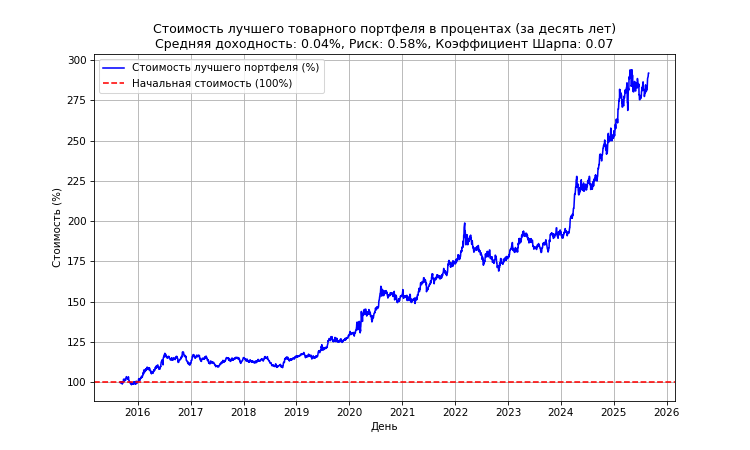 Стоимость лучшего товарного портфеля в процентах (за десять лет)
Средняя доходность: 0.04%, Риск: 0.58%, Коэффициент Шарпа: 0.07
Стоимость лучшего портфеля (%)
Начальная стоимость (100%)
Стоимость (%)
300
275
250
225
200
175
150
125
100
2016 2017 2018 2019 2020 2021 2022 2023 2024 2025 2026
День